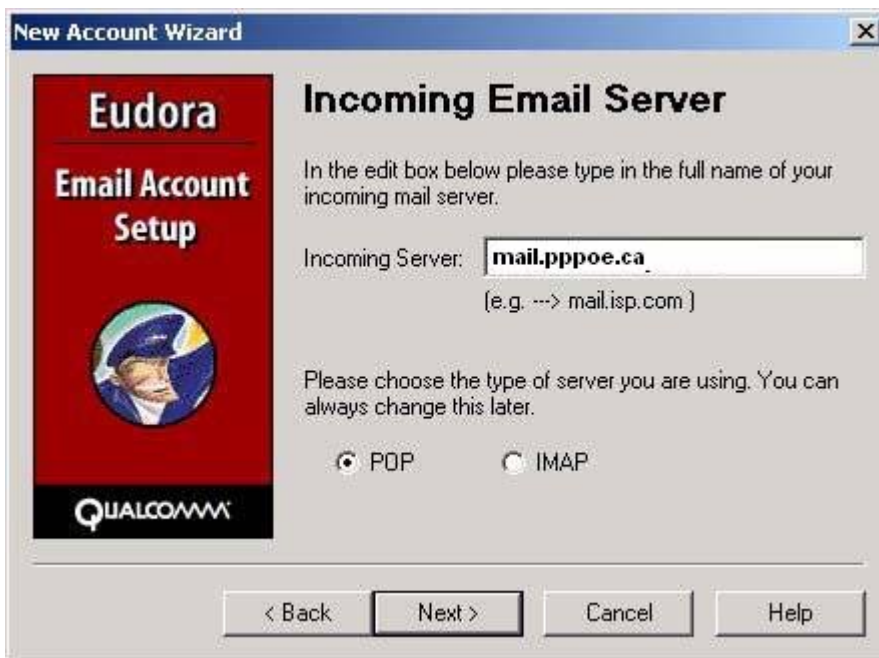 New Account Wizard
Eudora
Email Account
Setup
QUALCOMM
Incoming Email Server
In the edit box below please type in the full name of your
incoming mail server.
Incoming Server: mail.pppoe.ca
(e.g. ---> mail.isp.com )
Please choose the type of server you are using. You can
always change this later.
POP IMAP
< Back Next > Cancel Help